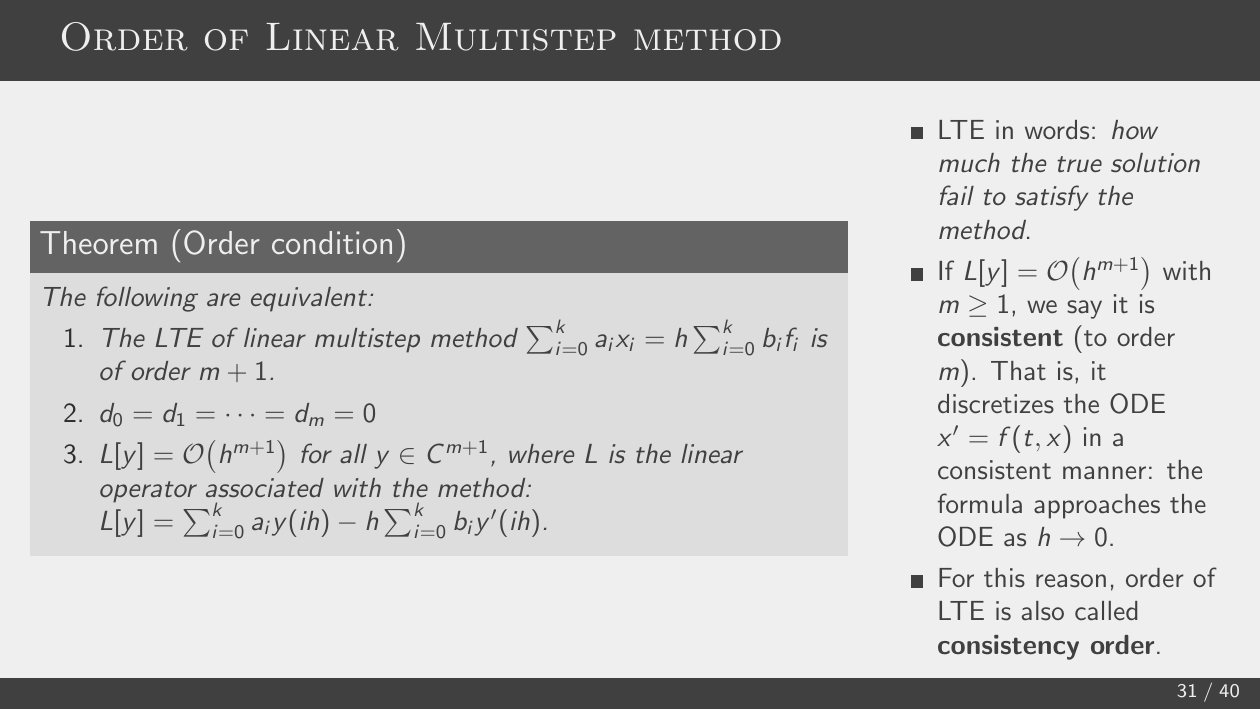 Order of Linear Multistep method
Theorem (Order condition)
The following are equivalent:
1. The LTE of linear multistep method $\sum_{i=0}^{k} a_i x_i = h \sum_{i=0}^{k} b_i f_i$ is
of order $m + 1$.
2. $d_0 = d_1 = \cdots = d_m = 0$
3. $L[y] = \mathcal{O}(h^{m+1})$ for all $y \in C^{m+1}$, where $L$ is the linear
operator associated with the method:
$L[y] = \sum_{i=0}^{k} a_i y(ih) - h \sum_{i=0}^{k} b_i y'(ih)$.
■ LTE in words: how
much the true solution
fail to satisfy the
method.
■ If $L[y] = \mathcal{O}(h^{m+1})$ with
$m \geq 1$, we say it is
consistent (to order
$m$). That is, it
discretizes the ODE
$x' = f(t, x)$ in a
consistent manner: the
formula approaches the
ODE as $h \to 0$.
■ For this reason, order of
LTE is also called
consistency order.
31 / 40